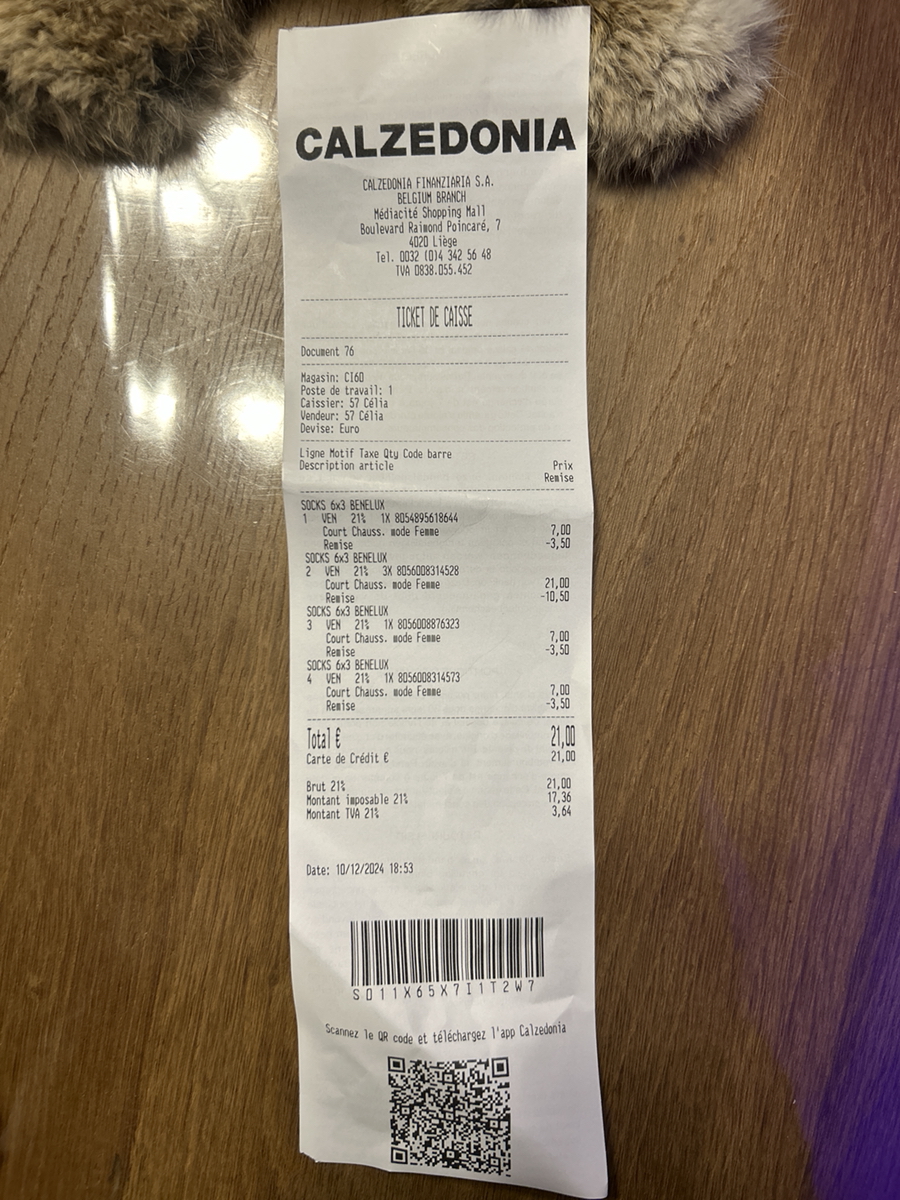 CALZEDONIA
CALZEDONIA FINANZIARIA S.A.
BELGIUM BRANCH
Médiacité Shopping Mall
Boulevard Raimond Poincaré, 7
4020 Liège
Tel. 0032 (0)4 342 56 48
TVA 0838.055.452
TICKET DE CAISSE
Document 76
Magasin: CI60
Poste de travail: 1
Caissier: 57 Célia
Vendeur: 57 Célia
Devise: Euro
Ligne Motif Taxe Qty Code barre
Description article Prix
Remise
SOCKS 6x3 BENELUX
1 VEN 21% 1X 8054895618644
Court Chauss. mode Femme 7,00
Remise -3,50
SOCKS 6x3 BENELUX
2 VEN 21% 3X 8056008314528
Court Chauss. mode Femme 21,00
Remise -10,50
SOCKS 6x3 BENELUX
3 VEN 21% 1X 8056008876323
Court Chauss. mode Femme 7,00
Remise -3,50
SOCKS 6x3 BENELUX
4 VEN 21% 1X 8056008314573
Court Chauss. mode Femme 7,00
Remise -3,50
Total € 21,00
Carte de Crédit € 21,00
Brut 21% 21,00
Montant imposable 21% 17,36
Montant TVA 21% 3,64
Date: 10/12/2024 18:53
S011X65X7I1T2W7
Scannez le QR code et téléchargez l'app Calzedonia